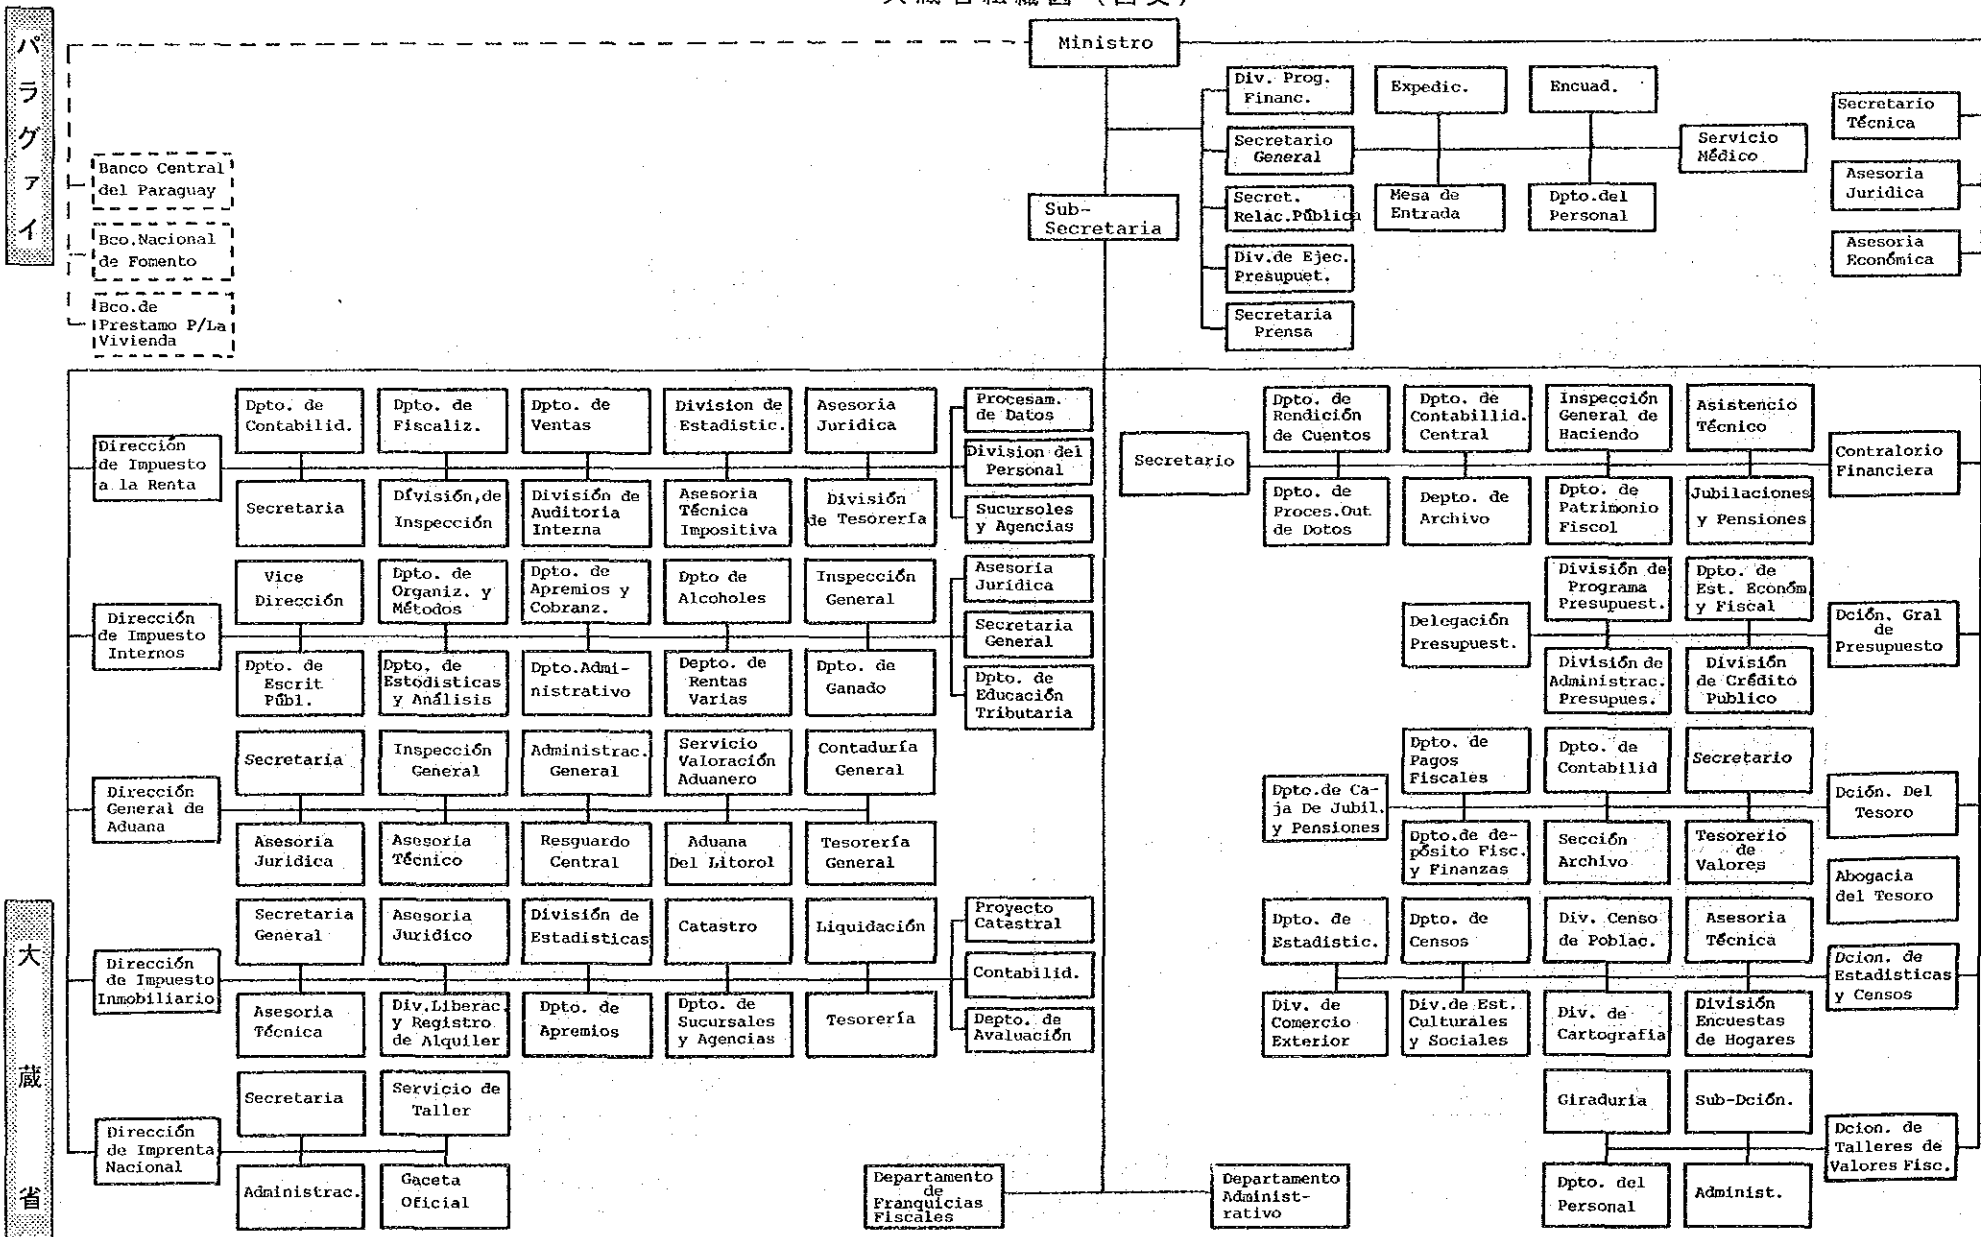 大蔵省組織図(西文)
パラグァイ
大蔵省
Ministro
Div. Prog.
Financ.
Expedic.
Encuad.
Secretario
Técnica
Secretario
General
Servicio
Médico
Banco Central
del Paraguay
Asesoria
Juridica
Sub-
Secretaria
Secret.
Relac.Pública
Mesa de
Entrada
Dpto.del
Personal
Bco.Nacional
de Fomento
Div.de Ejec.
Presupuet.
Asesoria
Económica
Bco.de
Prestamo P/La
Vivienda
Secretaria
Prensa
Dirección
de Impuesto
a la Renta
Dpto. de
Contabilid.
Dpto. de
Fiscaliz.
Dpto. de
Ventas
Division de
Estadistic.
Asesoria
Juridica
Procesam.
de Datos
Division del
Personal
Sucursoles
y Agencias
Secretaria
División,de
Inspección
División de
Auditoria
Interna
Asesoria
Técnica
Impositiva
División
de Tesorería
Secretario
Dpto. de
Rondición
de Cuentos
Dpto. de
Contabillid.
Central
Inspección
General de
Haciendo
Asistencio
Técnico
Contralorio
Financiera
Dpto. de
Proces.Out
de Dotos
Depto. de
Archivo
Dpto. de
Patrimonio
Fiscol
Jubilaciones
y Pensiones
Dirección
de Impuesto
Internos
Vice
Dirección
Dpto. de
Organiz. y
Métodos
Dpto. de
Apremios y
Cobranz.
Dpto de
Alcoholes
Inspección
General
Asesoria
Jurídica
Secretaria
General
Dpto. de
Educación
Tributaria
Dpto. de
Escrit
Públ.
Dpto. de
Estodisticas
y Análisis
Dpto.Admi-
nistrativo
Depto. de
Rentas
Varias
Dpto. de
Ganado
Delegación
Presupuest.
División de
Programa
Presupuest.
Dpto. de
Est. Económ.
y Fiscal
Dción. Gral
de
Presupuesto
División de
Administrac.
Presupues.
División
de Crédito
Publico
Dirección
General de
Aduana
Secretaria
Inspección
General
Administrac.
General
Servicio
Valoración
Aduanero
Contaduría
General
Asesoria
Juridica
Asosoria
Técnico
Resguardo
Central
Aduana
Del Litorol
Tesorería
General
Dpto.de Ca-
ja De Jubil.
y Pensiones
Dpto. de
Pagos
Fiscales
Dpto. de
Contabilid
Secretario
Dción. Del
Tesoro
Dpto.de de-
pósito Fisc.
y Finanzas
Sección
Archivo
Tesorerio
de
Valores
Abogacia
del Tesoro
Dirección
de Impuesto
Inmobiliario
Secretaria
General
Asesoria
Juridico
División de
Estadisticas
Catastro
Liquidación
Proyecto
Catastral
Contabilid.
Depto. de
Avaluación
Asesoria
Técnica
Div.Liberac.
y Registro
de Alquiler
Dpto. de
Apremios
Dpto. de
Sucursales
y Agencias
Tesorería
Dpto. de
Estadistic.
Dpto. de
Censos
Div. Censo
de Poblac.
Asesoria
Técnica
Dcion. de
Estadisticas
y Censos
Div. de
Comercio
Exterior
Div.de Est.
Culturales
y Sociales
Div. de
Cartografia
División
Encuestas
de Hogares
Dirección
de Imprenta
Nacional
Secretaria
Servicio de
Taller
Administrac.
Gaceta
Oficial
Departamento
de
Franquicias
Fiscales
Departamento
Administ-
rativo
Giraduria
Sub-Dción.
Dcion. de
Talleres de
Valores Fisc.
Dpto. del
Personal
Administ.